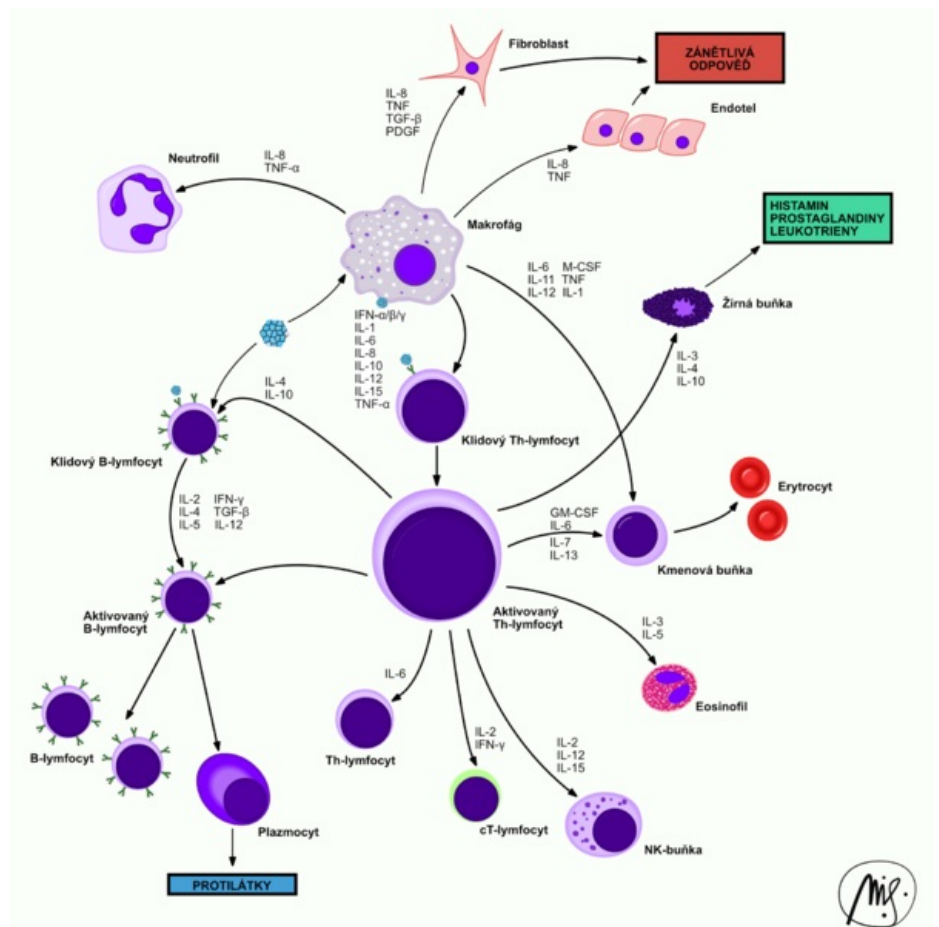 Fibroblast
ZÁNĚTLIVÁ
ODPOVĚĎ
IL-8
TNF
TGF-β
PDGF
Endotel
Neutrofil
IL-8
TNF-α
IL-8
TNF
Makrofág
HISTAMIN
PROSTAGLANDINY
LEUKOTRIENY
IL-6 M-CSF
IL-11 TNF
IL-12 IL-1
Žírná buňka
IFN-α/β/γ
IL-1
IL-6
IL-8
IL-10
IL-12
IL-15
TNF-α
IL-3
IL-4
IL-10
IL-4
IL-10
Klidový Th-lymfocyt
Klidový B-lymfocyt
IL-2 IFN-γ
IL-4 TGF-β
IL-5 IL-12
GM-CSF
IL-6
IL-7
IL-13
Erytrocyt
Kmenová buňka
Aktivovaný
B-lymfocyt
Aktivovaný
Th-lymfocyt
IL-3
IL-5
IL-6
Eosinofil
B-lymfocyt
Th-lymfocyt
IL-2
IFN-γ
IL-2
IL-12
IL-15
Plazmocyt
cT-lymfocyt
NK-buňka
PROTILÁTKY